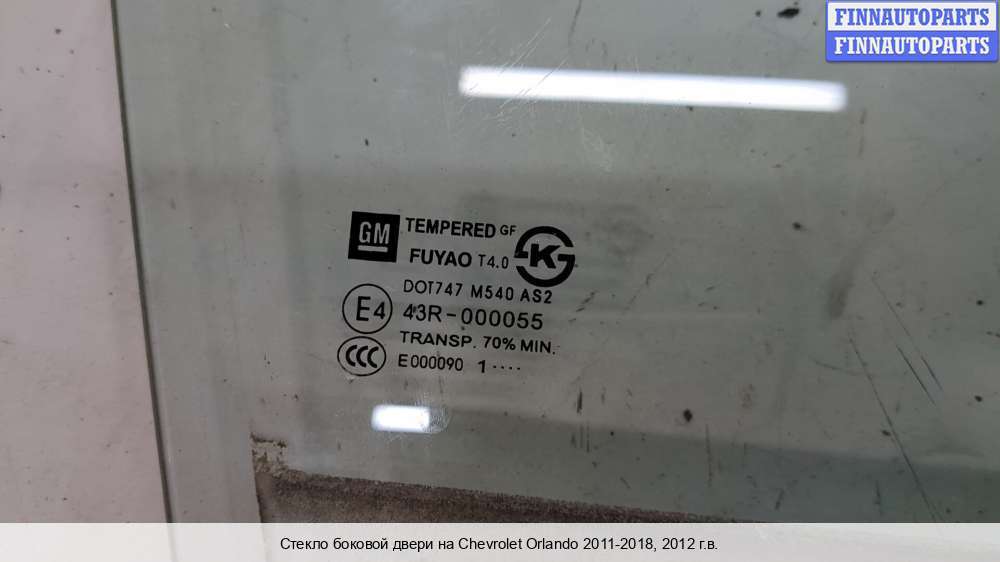 FINNAUTOPARTS
FINNAUTOPARTS
GM TEMPERED GF
FUYAO T4.0 K
DOT747 M540 AS2
E4 43R-000055
TRANSP. 70% MIN.
CCC E000090 1····
Стекло боковой двери на Chevrolet Orlando 2011-2018, 2012 г.в.